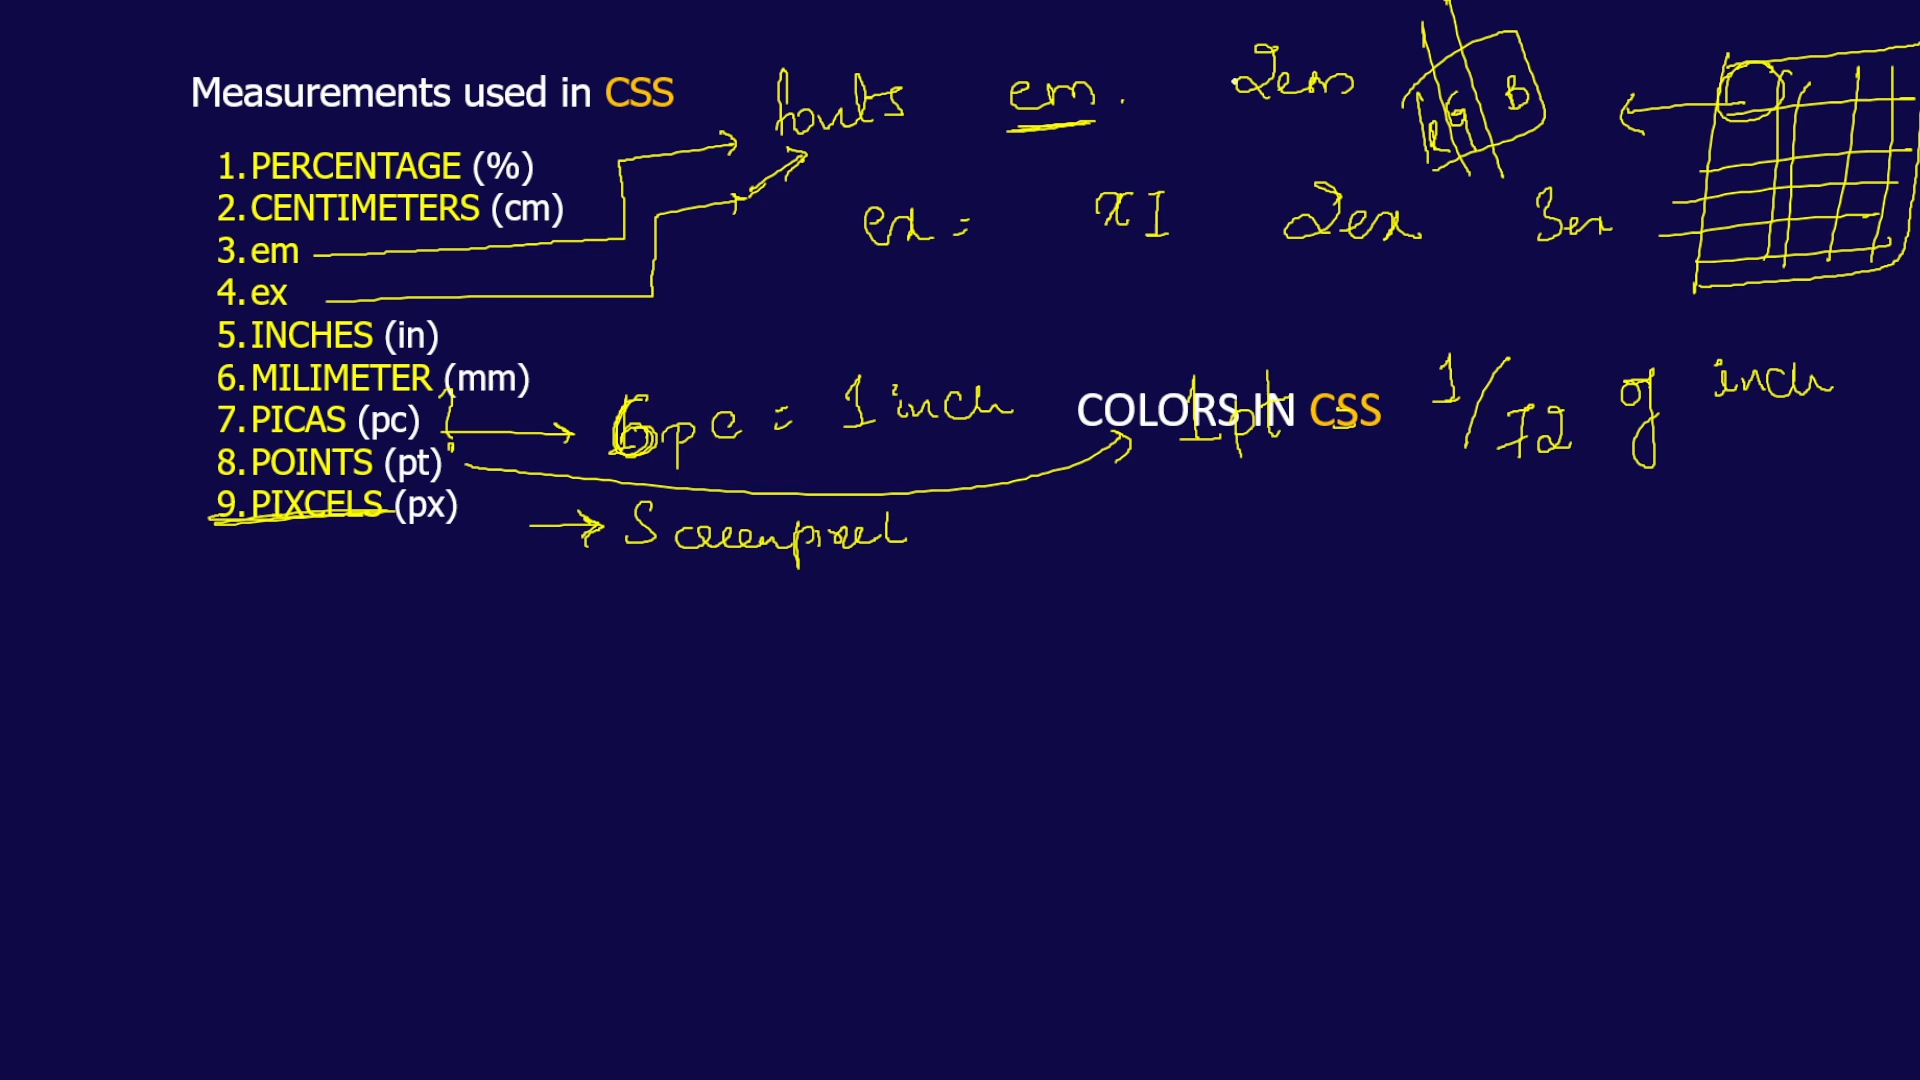 Measurements used in CSS
fonts em. 2em
R G B
1. PERCENTAGE (%)
2. CENTIMETERS (cm)
ex = x I 2ex 3ex
3. em
4. ex
5. INCHES (in)
6. MILIMETER (mm)
7. PICAS (pc)
6pc = 1 inch
COLORS IN CSS
1pt = 1/72 of inch
8. POINTS (pt)
9. PIXCELS (px)
Screen pixel